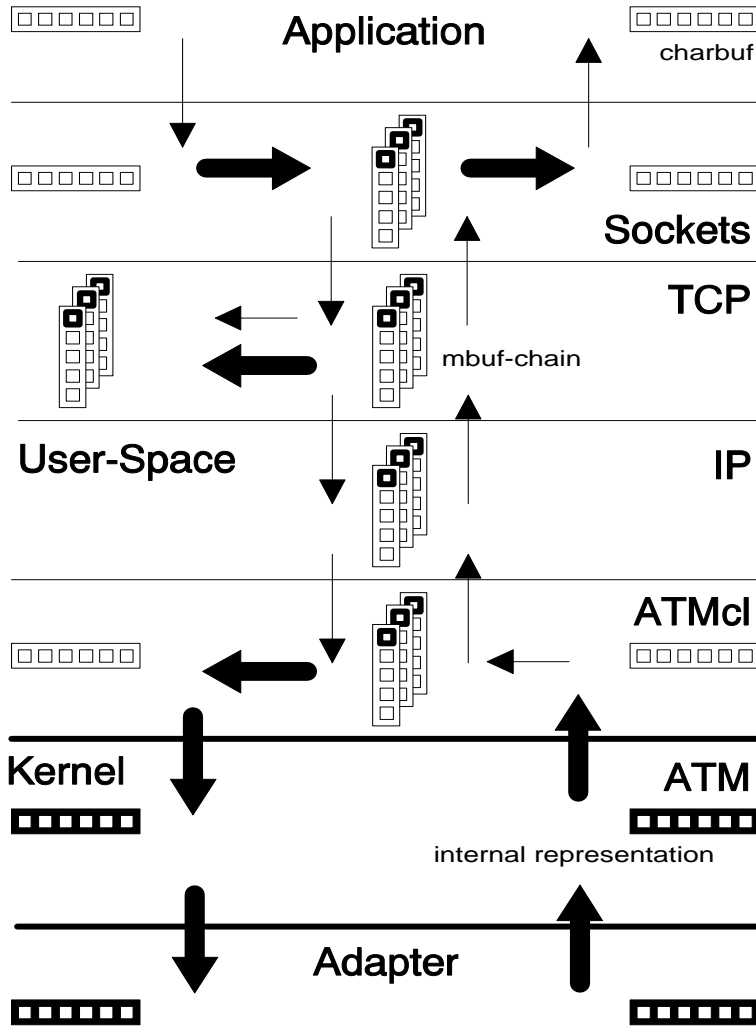 Application
charbuf
Sockets
TCP
mbuf-chain
User-Space
IP
ATMcl
Kernel
ATM
internal representation
Adapter